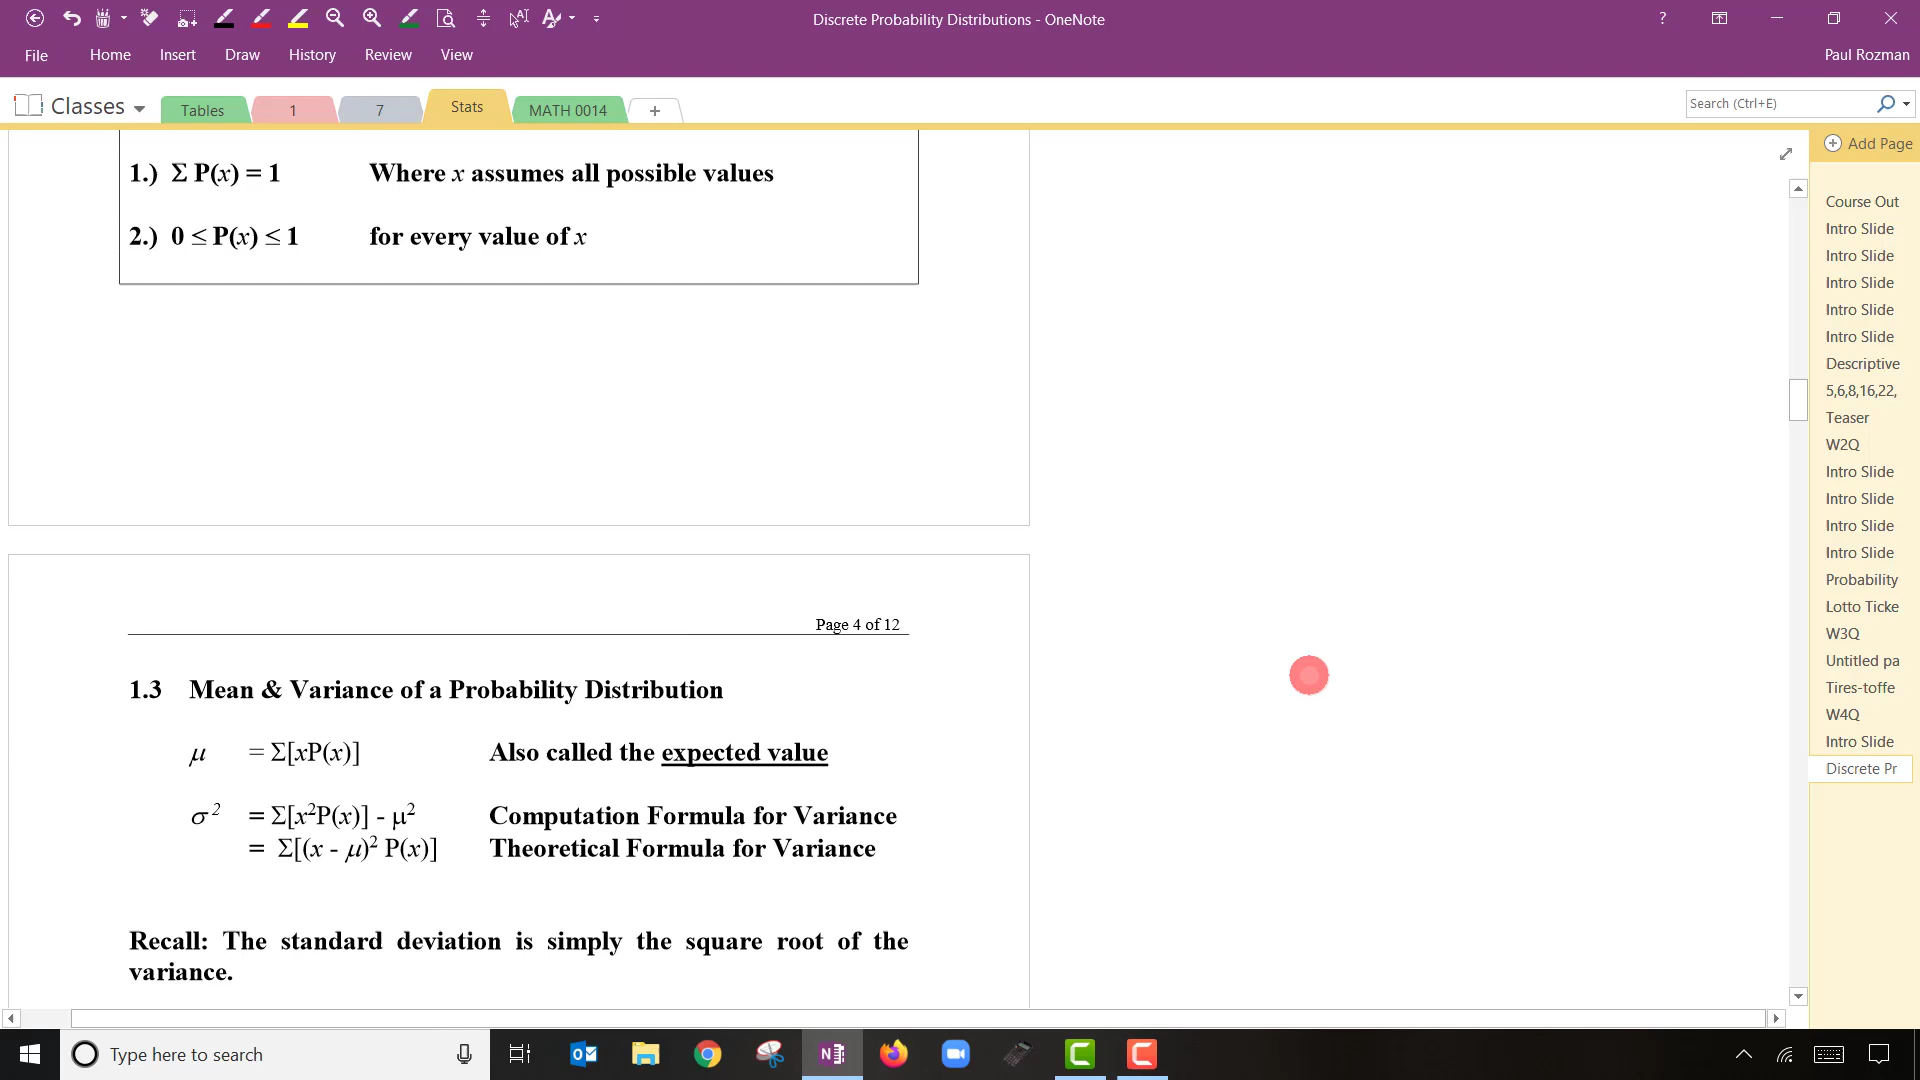 Discrete Probability Distributions - OneNote
?
File
Home
Insert
Draw
History
Review
View
Paul Rozman
Classes
Tables
1
7
Stats
MATH 0014
+
Search (Ctrl+E)
Add Page
1.) Σ P(x) = 1 Where x assumes all possible values
2.) 0 ≤ P(x) ≤ 1 for every value of x
Page 4 of 12
1.3 Mean & Variance of a Probability Distribution
μ = Σ[xP(x)] Also called the expected value
σ² = Σ[x²P(x)] - μ² Computation Formula for Variance
= Σ[(x - μ)² P(x)] Theoretical Formula for Variance
Recall: The standard deviation is simply the square root of the
variance.
Course Out
Intro Slide
Intro Slide
Intro Slide
Intro Slide
Intro Slide
Descriptive
5,6,8,16,22,
Teaser
W2Q
Intro Slide
Intro Slide
Intro Slide
Intro Slide
Probability
Lotto Ticke
W3Q
Untitled pa
Tires-toffe
W4Q
Intro Slide
Discrete Pr
Type here to search